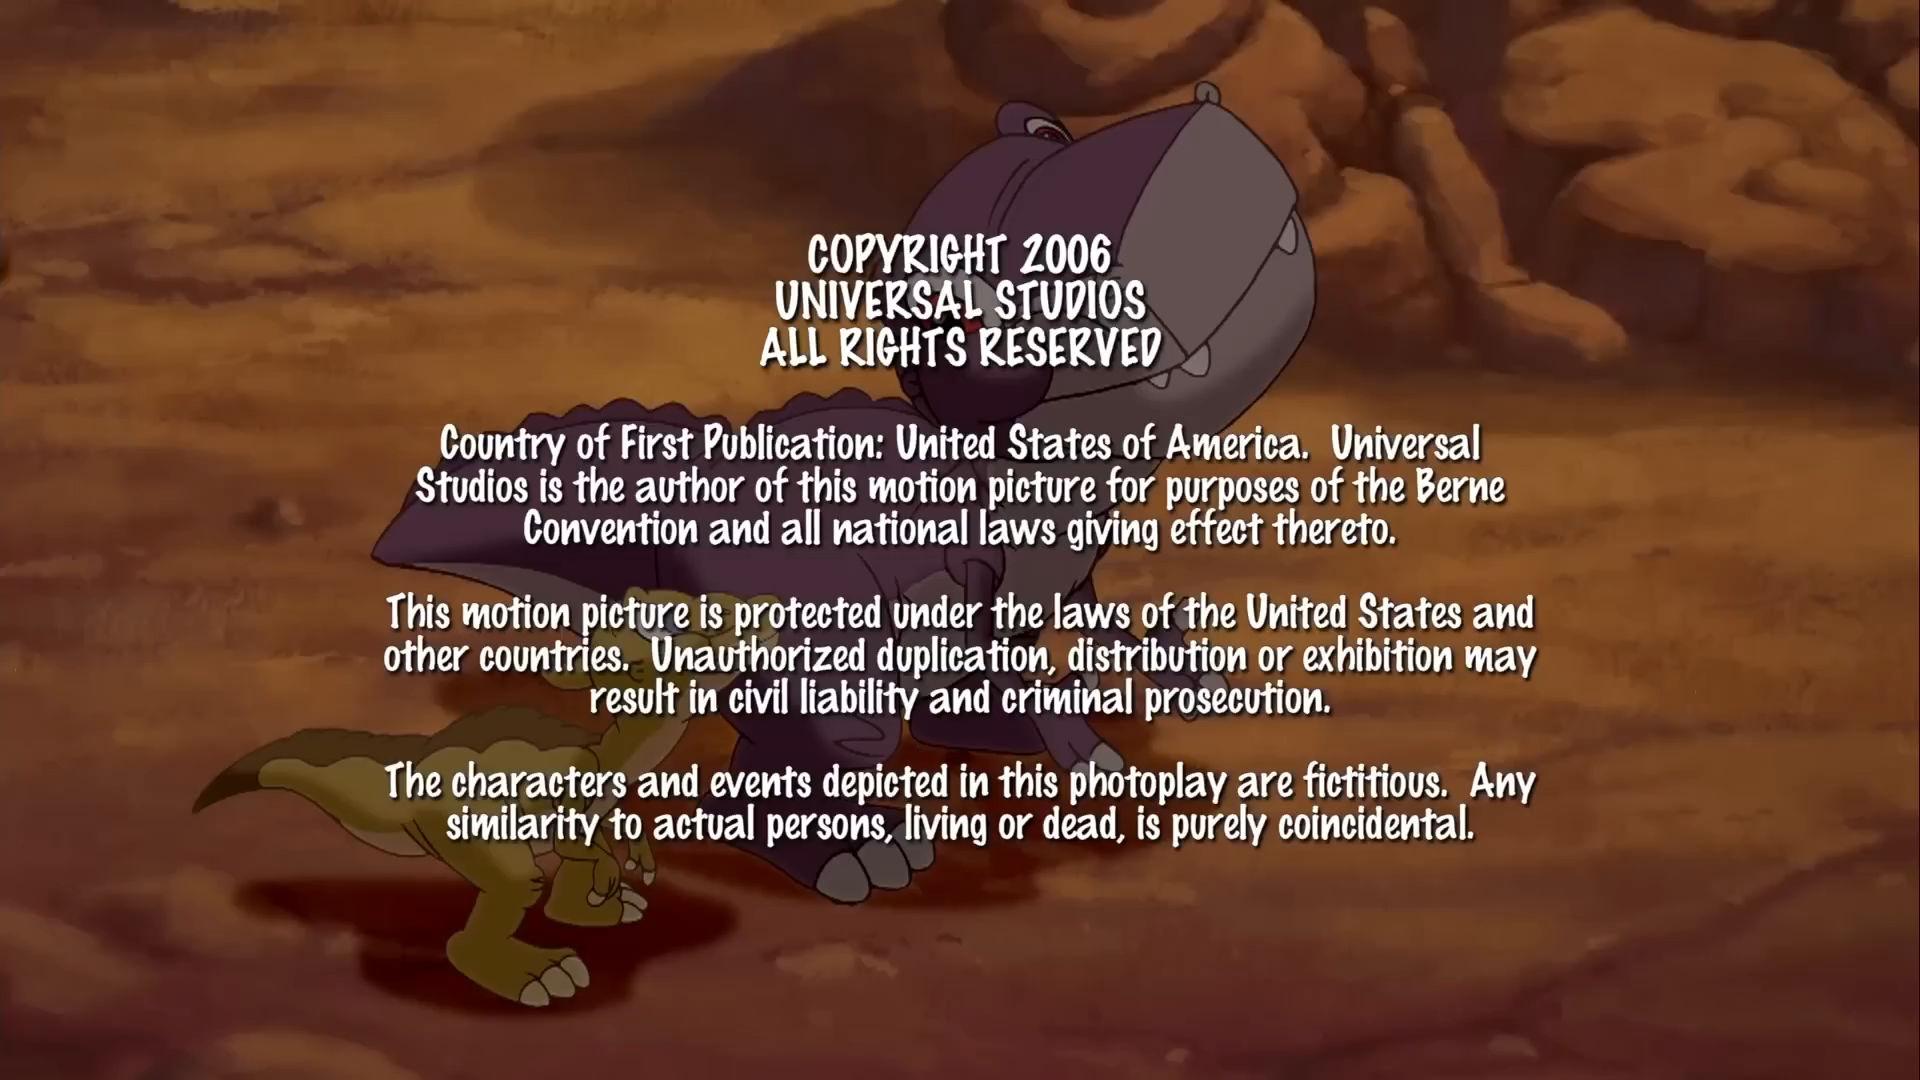 COPYRIGHT 2006
UNIVERSAL STUDIOS
ALL RIGHTS RESERVED
Country of First Publication: United States of America.  Universal
Studios is the author of this motion picture for purposes of the Berne
Convention and all national laws giving effect thereto.
This motion picture is protected under the laws of the United States and
other countries.  Unauthorized duplication, distribution or exhibition may
result in civil liability and criminal prosecution.
The characters and events depicted in this photoplay are fictitious.  Any
similarity to actual persons, living or dead, is purely coincidental.